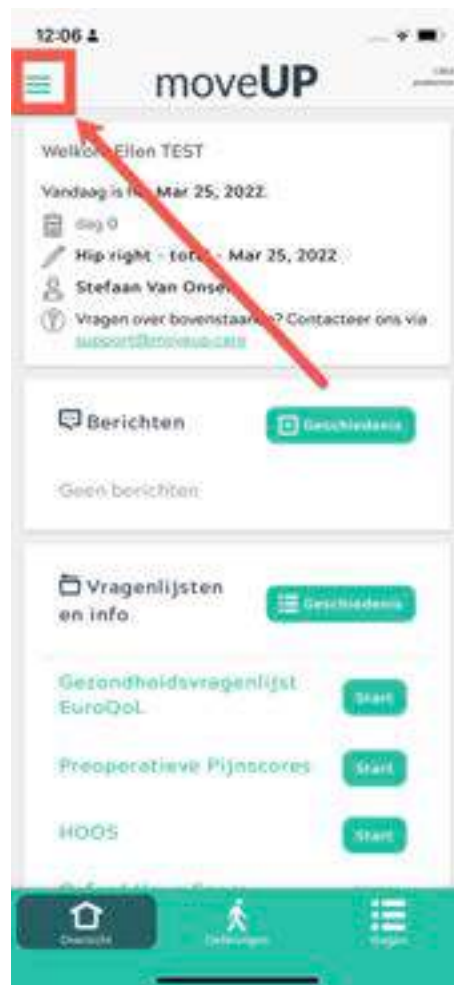 12:06
moveUP
Welkom Ellen TEST
Vandaag is Mar 25, 2022.
dag 0
Hip right - total - Mar 25, 2022
Stefaan Van Onsem
Vragen over bovenstaande? Contacteer ons via
support@moveup.care
Berichten
Geschiedenis
Geen berichten
Vragenlijsten
en info
Geschiedenis
Gezondheidsvragenlijst
EuroQoL
Start
Preoperatieve Pijnscores
Start
HOOS
Start
Overzicht
Oefeningen
Vragen